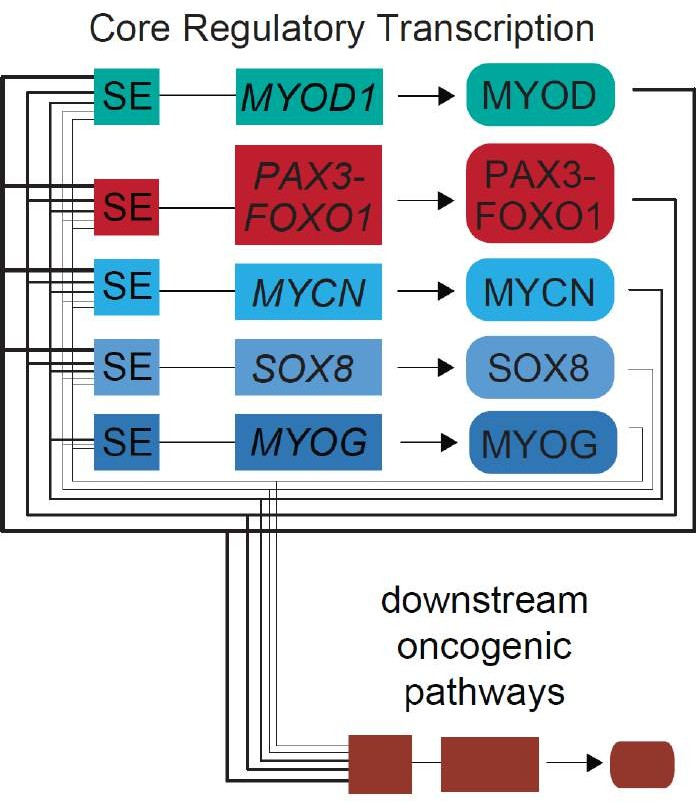 Core Regulatory Transcription
SE MYOD1 MYOD
SE PAX3-
FOXO1 PAX3-
FOXO1
SE MYCN MYCN
SE SOX8 SOX8
SE MYOG MYOG
downstream
oncogenic
pathways